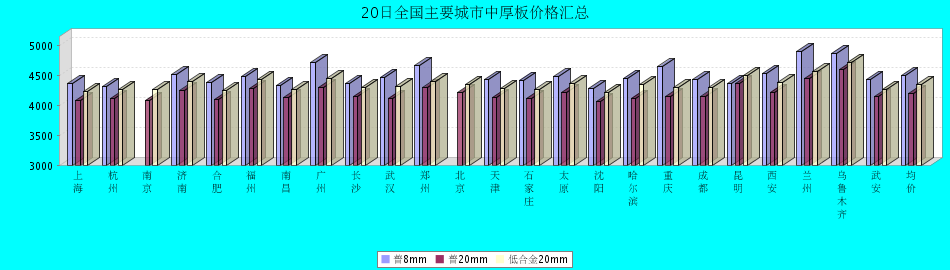 20日全国主要城市中厚板价格汇总
5000
4500
4000
3500
3000
上海
杭州
南京
济南
合肥
福州
南昌
广州
长沙
武汉
郑州
北京
天津
石家庄
太原
沈阳
哈尔滨
重庆
成都
昆明
西安
兰州
乌鲁木齐
武安
均价
普8mm 普20mm 低合金20mm